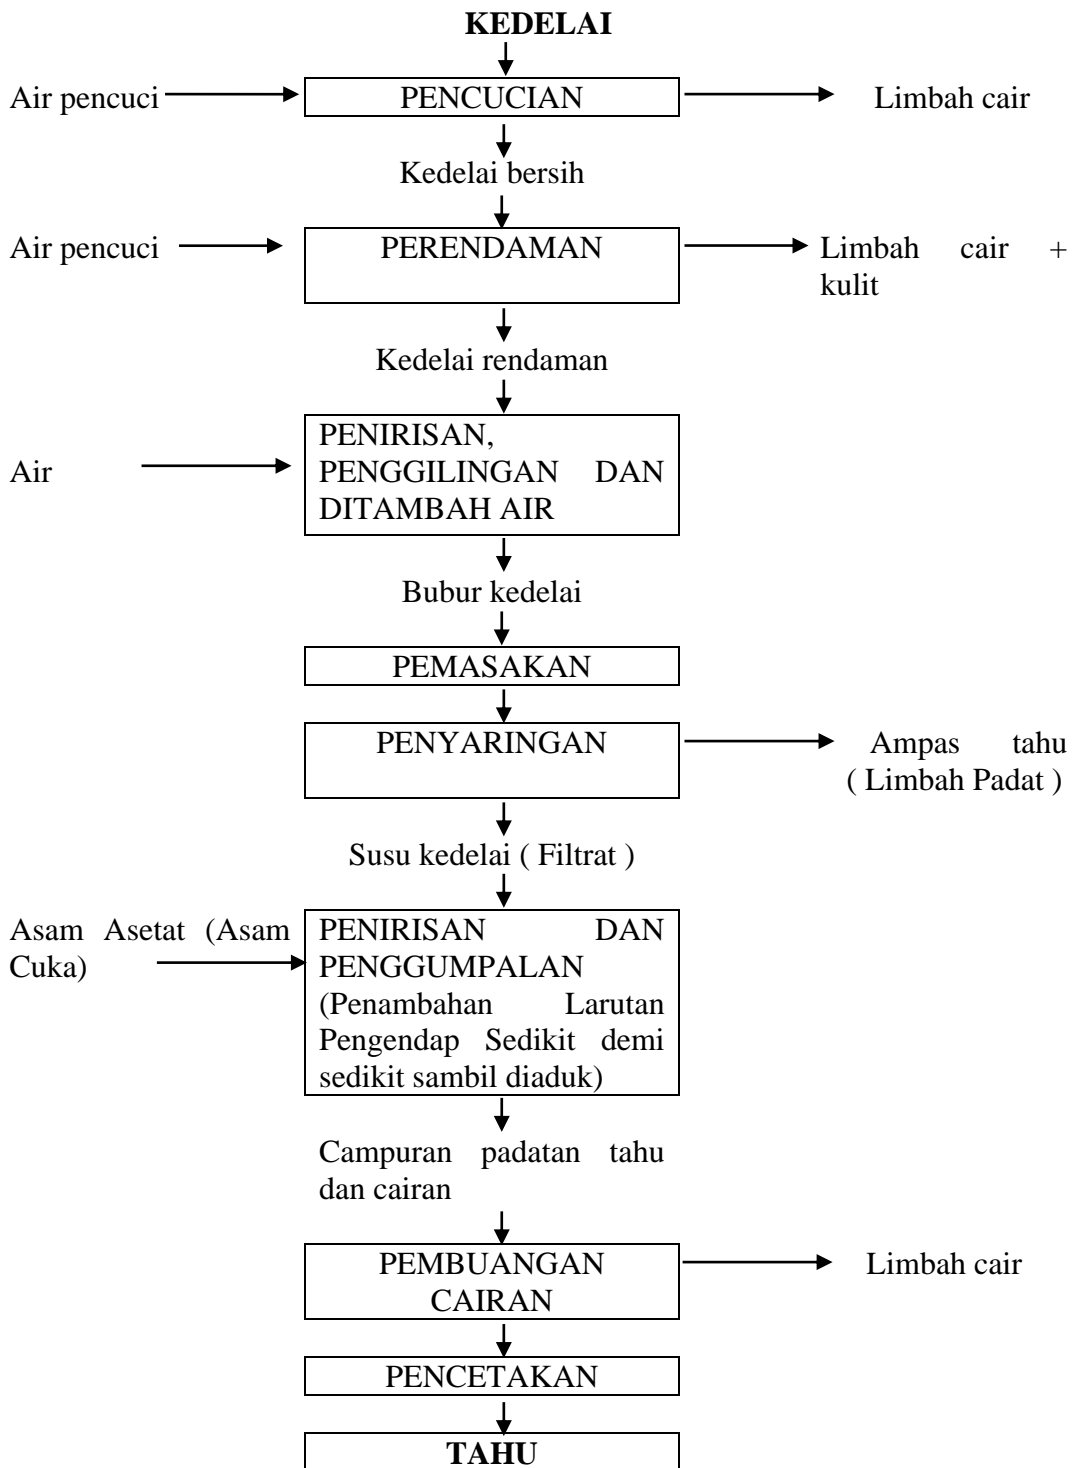 KEDELAI
Air pencuci
PENCUCIAN
Limbah cair
Kedelai bersih
Air pencuci
PERENDAMAN
Limbah cair +
kulit
Kedelai rendaman
Air
PENIRISAN,
PENGGILINGAN DAN
DITAMBAH AIR
Bubur kedelai
PEMASAKAN
PENYARINGAN
Ampas tahu
( Limbah Padat )
Susu kedelai ( Filtrat )
Asam Asetat (Asam
Cuka)
PENIRISAN DAN
PENGGUMPALAN
(Penambahan Larutan
Pengendap Sedikit demi
sedikit sambil diaduk)
Campuran padatan tahu
dan cairan
PEMBUANGAN
CAIRAN
Limbah cair
PENCETAKAN
TAHU